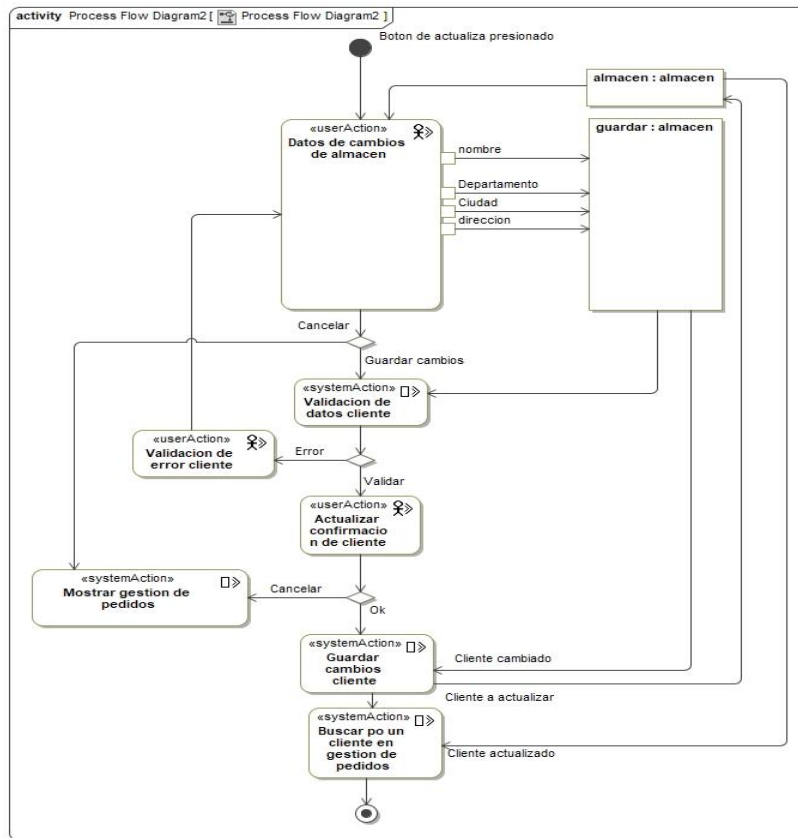 activity Process Flow Diagram2 [ Process Flow Diagram2 ]
Boton de actualiza presionado
almacen : almacen
«userAction»
Datos de cambios
de almacen
guardar : almacen
nombre
Departamento
Ciudad
direccion
Cancelar
Guardar cambios
«systemAction»
Validacion de
datos cliente
«userAction»
Validacion de
error cliente
Error
Validar
«userAction»
Actualizar
confirmacio
n de cliente
«systemAction»
Mostrar gestion de
pedidos
Cancelar
Ok
«systemAction»
Guardar
cambios
cliente
Cliente cambiado
Cliente a actualizar
«systemAction»
Buscar po un
cliente en
gestion de
pedidos
Cliente actualizado